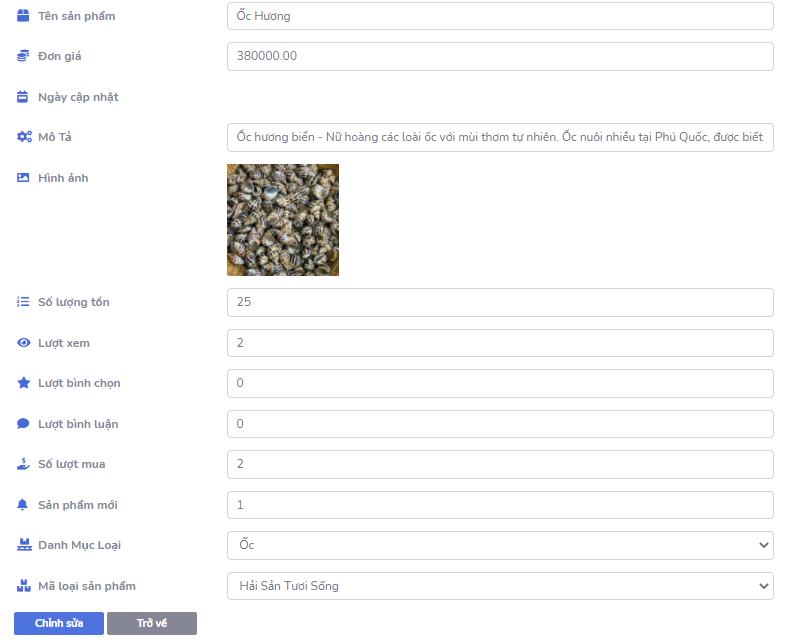 Tên sản phẩm Ốc Hương
Đơn giá 380000.00
Ngày cập nhật
Mô Tả Ốc hương biển - Nữ hoàng các loài ốc với mùi thơm tự nhiên. Ốc nuôi nhiều tại Phú Quốc, được biết
Hình ảnh
Số lượng tồn 25
Lượt xem 2
Lượt bình chọn 0
Lượt bình luận 0
Số lượt mua 2
Sản phẩm mới 1
Danh Mục Loại Ốc
Mã loại sản phẩm Hải Sản Tươi Sống
Chỉnh sửa Trở về